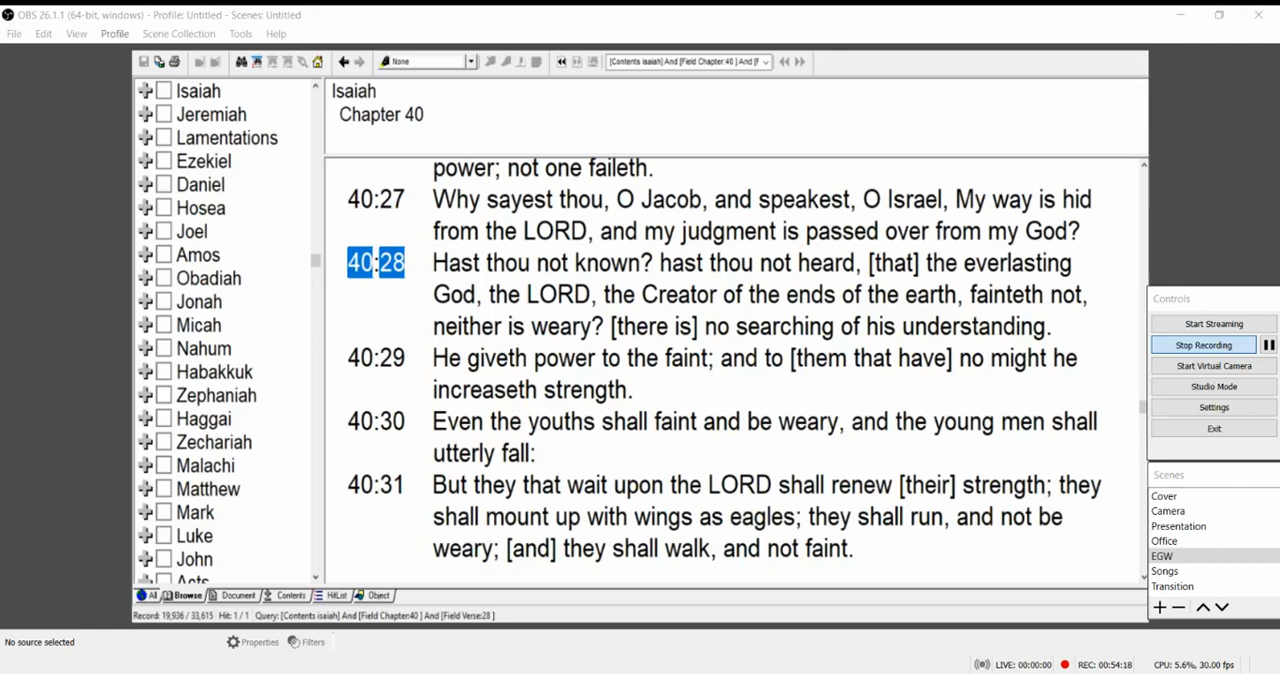 OBS 26.1.1 (64-bit, windows) - Profile: Untitled - Scenes: Untitled
File Edit View Profile Scene Collection Tools Help
None
[Contents isaiah] And [Field Chapter:40 ] And [F
Isaiah
Jeremiah
Lamentations
Ezekiel
Daniel
Hosea
Joel
Amos
Obadiah
Jonah
Micah
Nahum
Habakkuk
Zephaniah
Haggai
Zechariah
Malachi
Matthew
Mark
Luke
John
Acts
Isaiah
Chapter 40
power; not one faileth.
40:27 Why sayest thou, O Jacob, and speakest, O Israel, My way is hid
from the LORD, and my judgment is passed over from my God?
40:28 Hast thou not known? hast thou not heard, [that] the everlasting
God, the LORD, the Creator of the ends of the earth, fainteth not,
neither is weary? [there is] no searching of his understanding.
40:29 He giveth power to the faint; and to [them that have] no might he
increaseth strength.
40:30 Even the youths shall faint and be weary, and the young men shall
utterly fall:
40:31 But they that wait upon the LORD shall renew [their] strength; they
shall mount up with wings as eagles; they shall run, and not be
weary; [and] they shall walk, and not faint.
All Browse Document Contents HitList Object
Record: 19,936 / 33,615 Hit: 1 / 1 Query: [Contents isaiah] And [Field Chapter:40 ] And [Field Verse:28 ]
Controls
Start Streaming
Stop Recording
Start Virtual Camera
Studio Mode
Settings
Exit
Scenes
Cover
Camera
Presentation
Office
EGW
Songs
Transition
No source selected Properties Filters
LIVE: 00:00:00 REC: 00:54:18 CPU: 5.6%, 30.00 fps